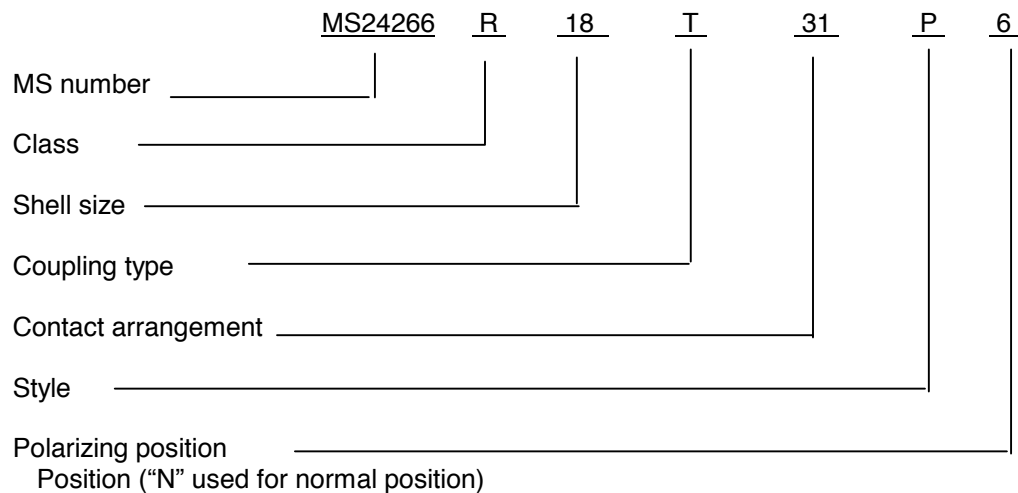 MS24266 R 18 T 31 P 6
MS number
Class
Shell size
Coupling type
Contact arrangement
Style
Polarizing position
Position (“N” used for normal position)